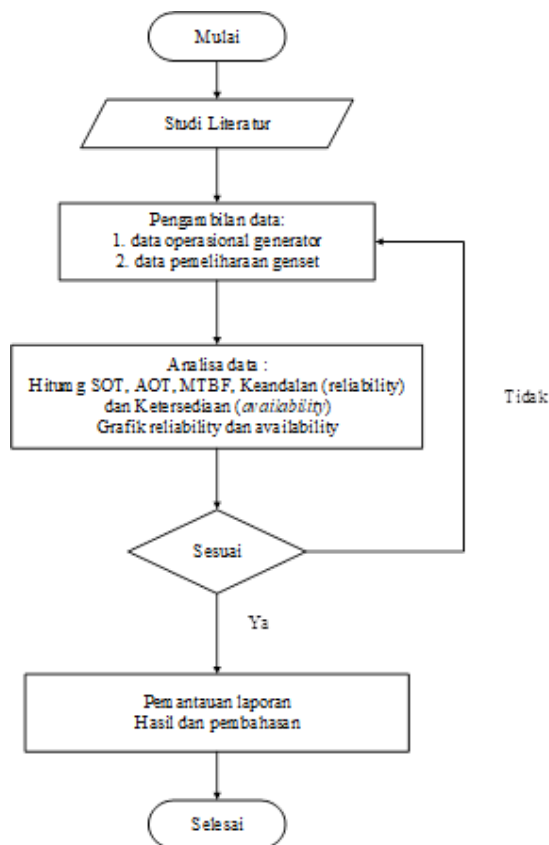 Mulai
Studi Literatur
Pengambilan data:
1. data operasional generator
2. data pemeliharaan genset
Analisa data :
Hitumg SOT, AOT, MTBF, Keandalan (reliability)
dan Ketersediaan (availability)
Grafik reliability dan availability
Tidak
Sesuai
Ya
Pemantauan laporan
Hasil dan pembahasan
Selesai